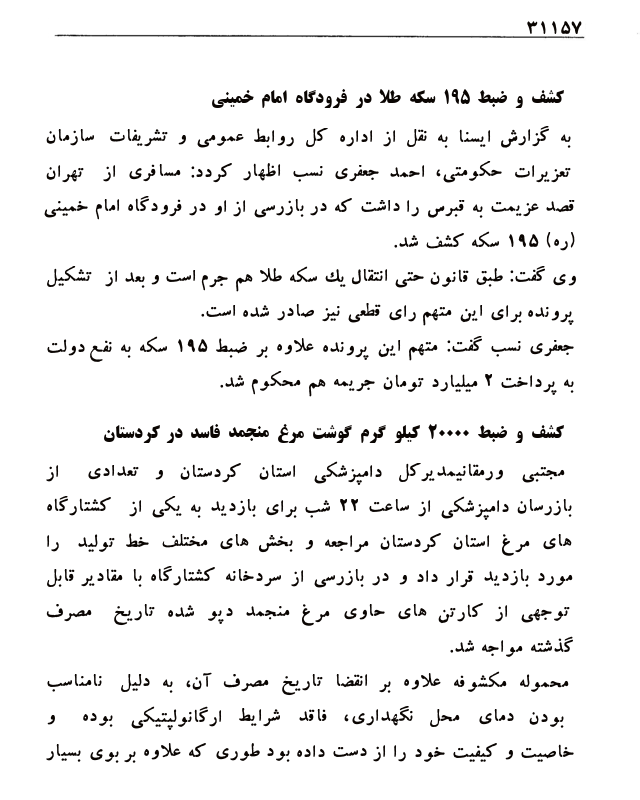 ۳۱۱۵۷
کشف و ضبط ۱۹۵ سکه طلا در فرودگاه امام خمینی
به گزارش ایسنا به نقل از اداره کل روابط عمومی و تشریفات سازمان
تعزیرات حکومتی، احمد جعفری نسب اظهار کردد: مسافری از تهران
قصد عزیمت به قبرس را داشت که در بازرسی از او در فرودگاه امام خمینی
(ره) ۱۹۵ سکه کشف شد.
وی گفت: طبق قانون حتی انتقال یك سکه طلا هم جرم است و بعد از تشکیل
پرونده برای این متهم رای قطعی نیز صادر شده است.
جعفری نسب گفت: متهم این پرونده علاوه بر ضبط ۱۹۵ سکه به نفع دولت
به پرداخت ۲ میلیارد تومان جریمه هم محکوم شد.
کشف و ضبط ۲۰۰۰۰ کیلو گرم گوشت مرغ منجمد فاسد در کردستان
مجتبی ورمقانیمدیرکل دامپزشکی استان کردستان و تعدادی از
بازرسان دامپزشکی از ساعت ۲۲ شب برای بازدید به یکی از کشتارگاه
های مرغ استان کردستان مراجعه و بخش های مختلف خط تولید را
مورد بازدید قرار داد و در بازرسی از سردخانه کشتارگاه با مقادیر قابل
توجهی از کارتن های حاوی مرغ منجمد دپو شده تاریخ مصرف
گذشته مواجه شد.
محموله مکشوفه علاوه بر انقضا تاریخ مصرف آن، به دلیل نامناسب
بودن دمای محل نگهداری، فاقد شرایط ارگانولپتیکی بوده و
خاصیت و کیفیت خود را از دست داده بود طوری که علاوه بر بوی بسیار